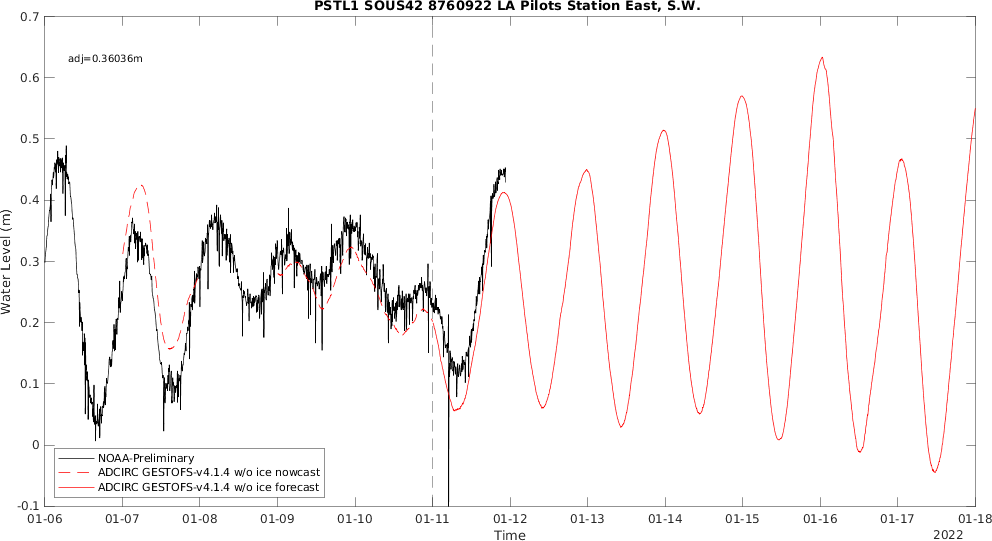 PSTL1 SOUS42 8760922 LA Pilots Station East, S.W.
adj=0.36036m
Water Level (m)
0.7
0.6
0.5
0.4
0.3
0.2
0.1
0
-0.1
NOAA-Preliminary
ADCIRC GESTOFS-v4.1.4 w/o ice nowcast
ADCIRC GESTOFS-v4.1.4 w/o ice forecast
01-06 01-07 01-08 01-09 01-10 01-11 01-12 01-13 01-14 01-15 01-16 01-17 01-18
Time
2022